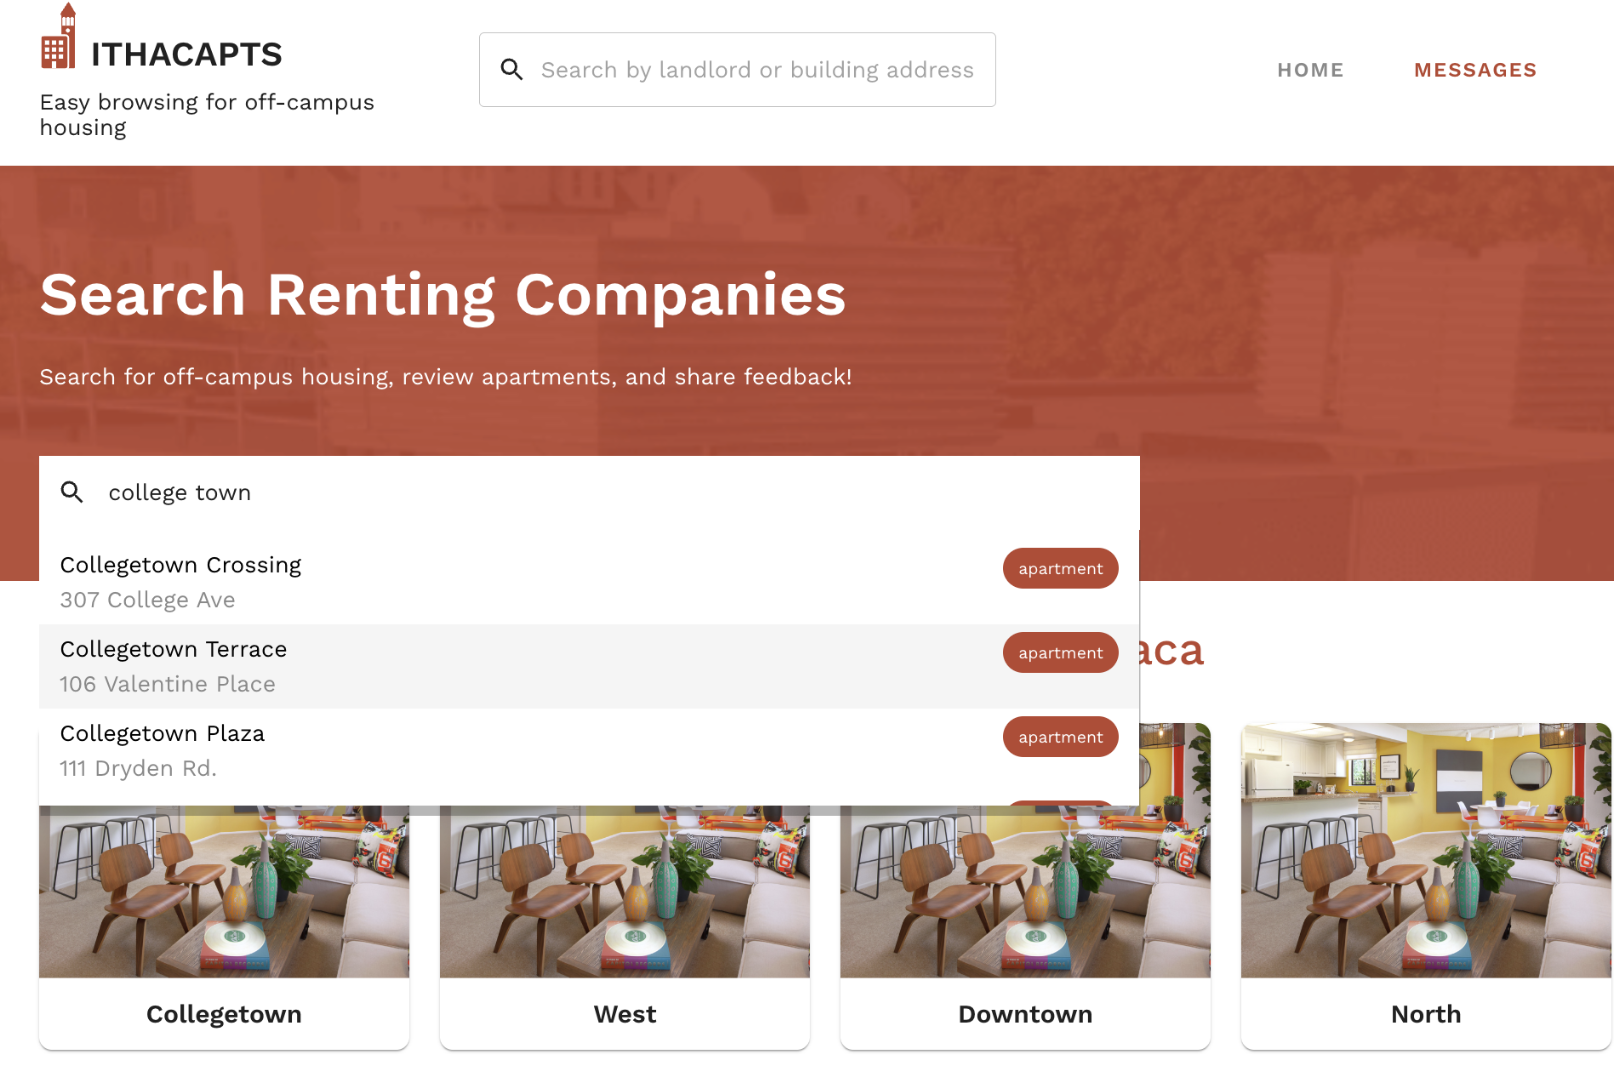 ITHACAPTS
Easy browsing for off-campus
housing
Search by landlord or building address
HOME
MESSAGES
Search Renting Companies
Search for off-campus housing, review apartments, and share feedback!
college town
Collegetown Crossing
apartment
307 College Ave
Collegetown Terrace
apartment
106 Valentine Place
Collegetown Plaza
apartment
111 Dryden Rd.
Collegetown
West
Downtown
North